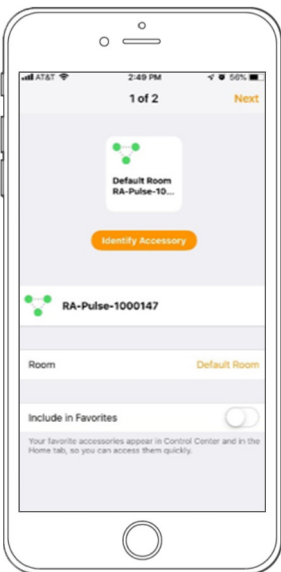 AT&T 2:49 PM 56%
1 of 2 Next
Default Room
RA-Pulse-10...
Identify Accessory
RA-Pulse-1000147
Room Default Room
Include in Favorites
Your favorite accessories appear in Control Center and in the
Home tab, so you can access them quickly.